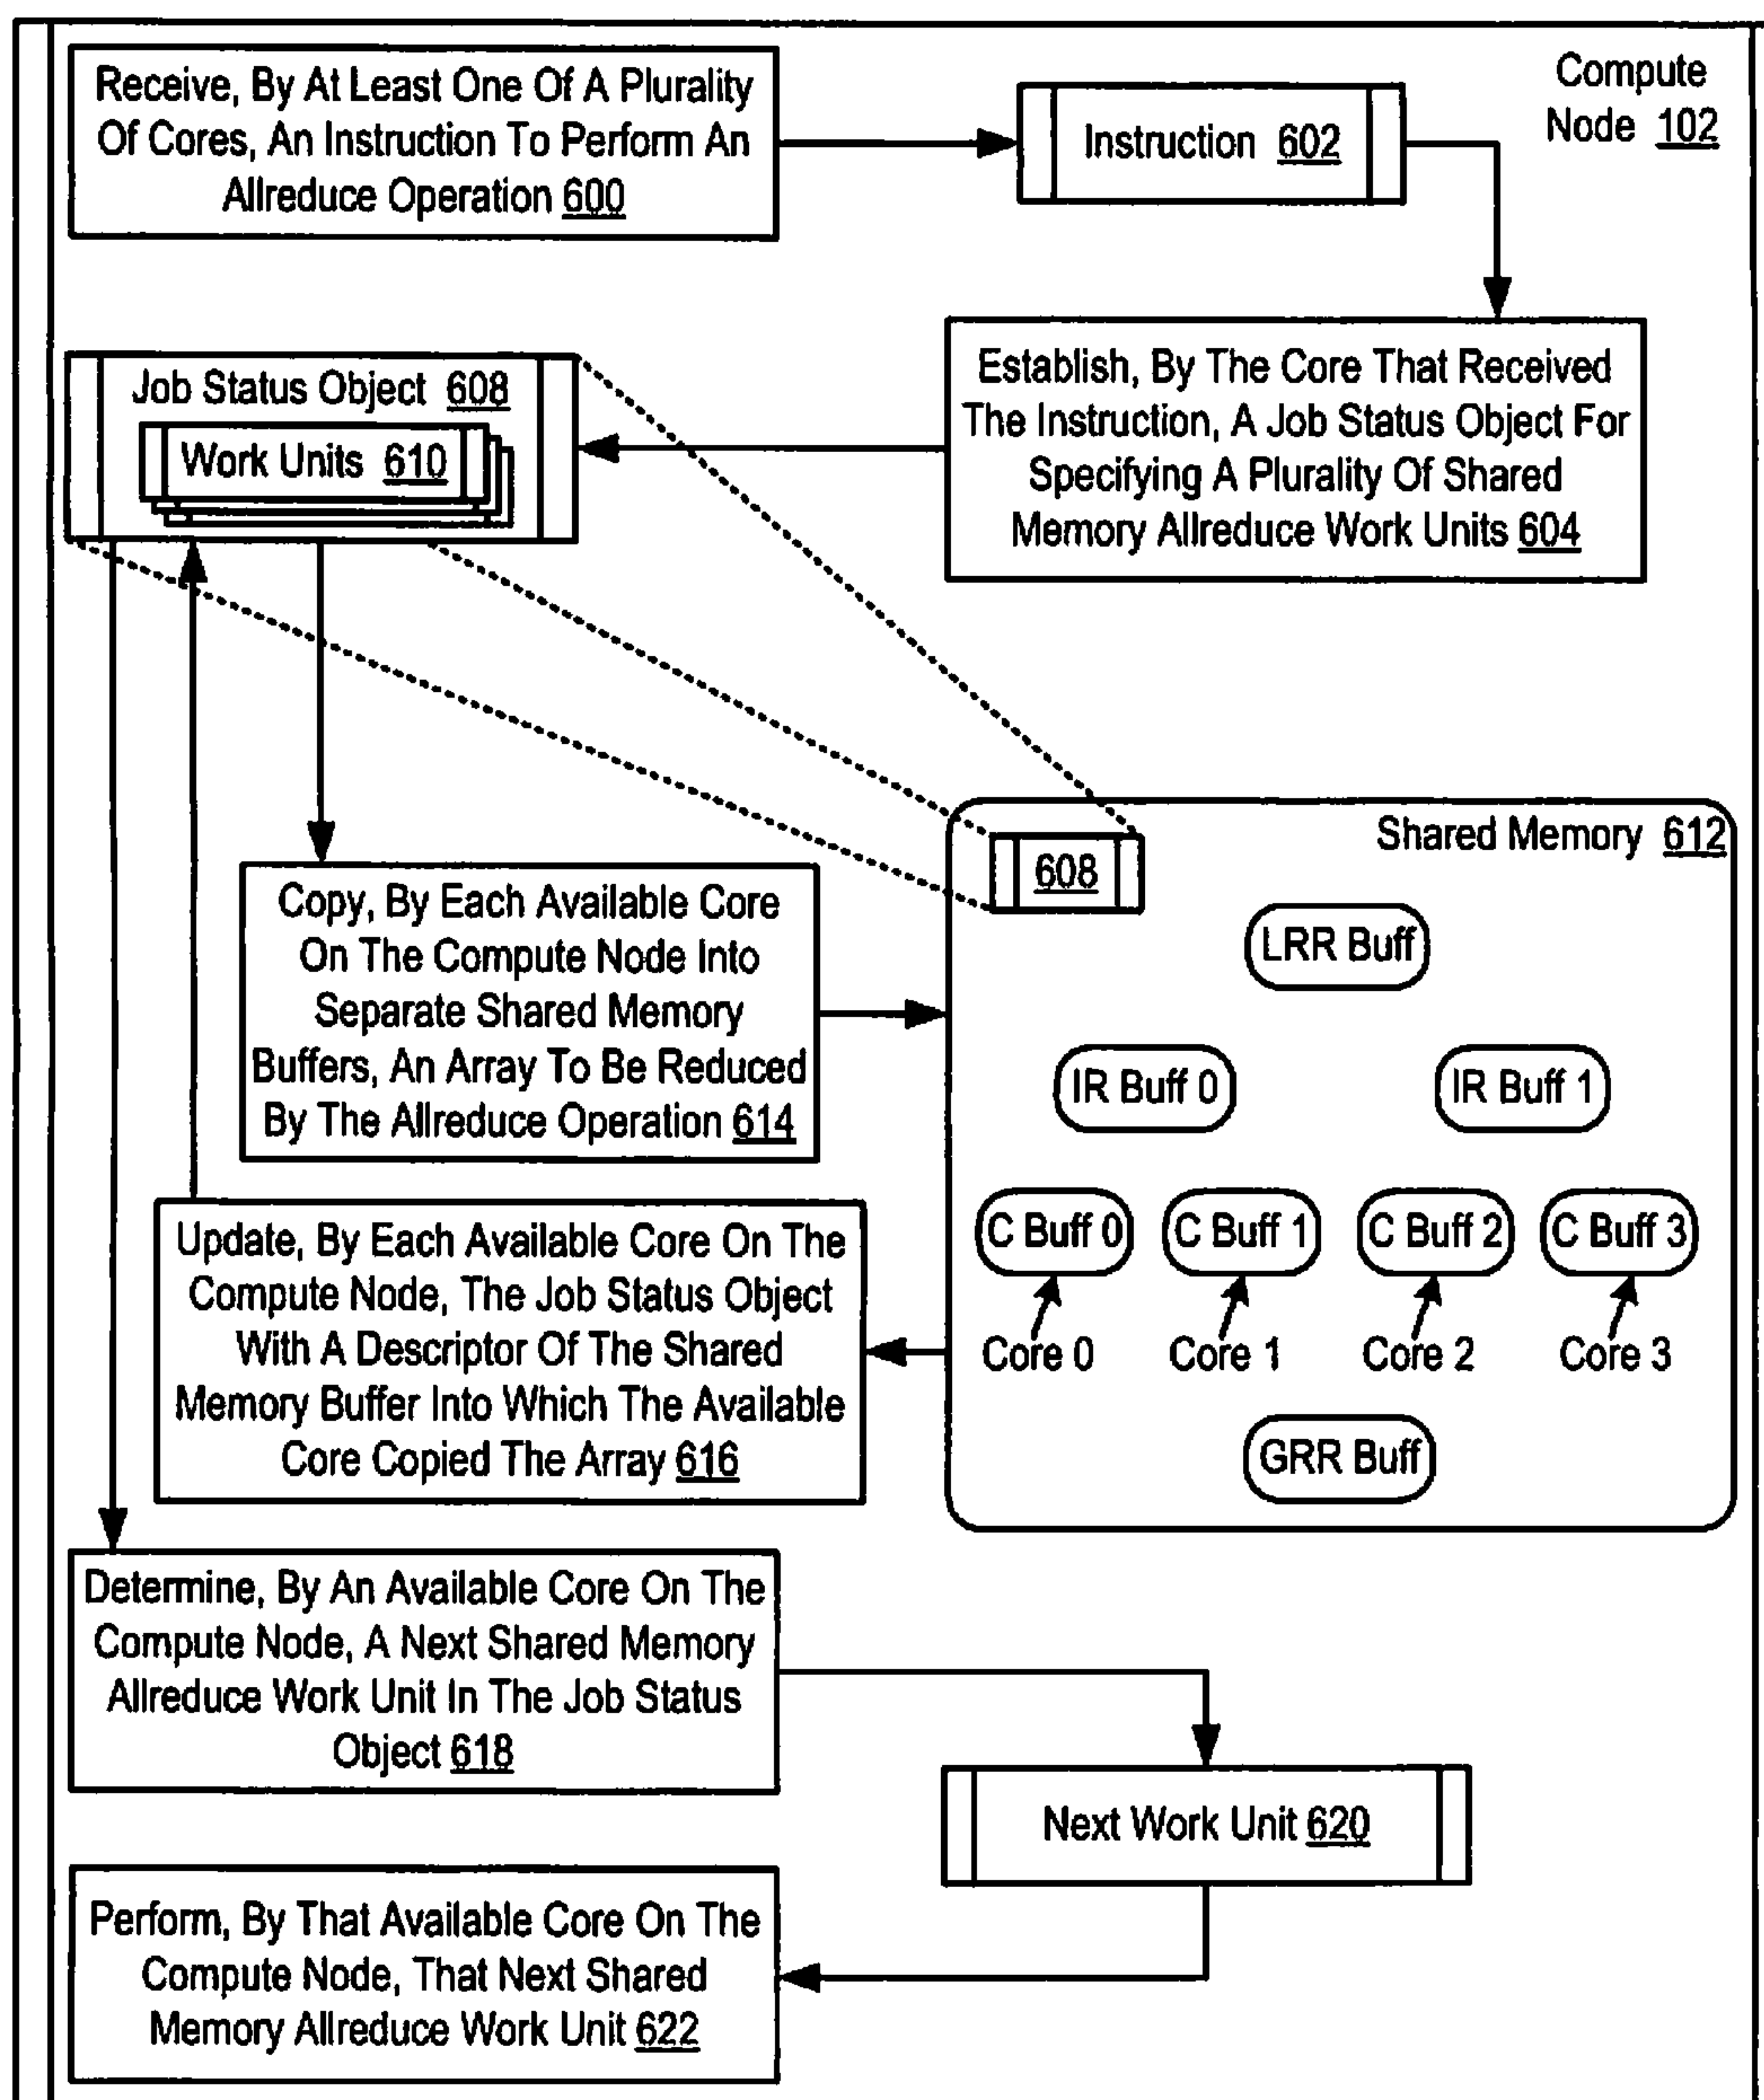 Receive, By At Least One Of A Plurality
Of Cores, An Instruction To Perform An
Allreduce Operation 600
Instruction 602
Compute
Node 102
Establish, By The Core That Received
The Instruction, A Job Status Object For
Specifying A Plurality Of Shared
Memory Allreduce Work Units 604
Job Status Object 608
Work Units 610
Copy, By Each Available Core
On The Compute Node Into
Separate Shared Memory
Buffers, An Array To Be Reduced
By The Allreduce Operation 614
Shared Memory 612
608
LRR Buff
IR Buff 0
IR Buff 1
C Buff 0
C Buff 1
C Buff 2
C Buff 3
Core 0
Core 1
Core 2
Core 3
GRR Buff
Update, By Each Available Core On The
Compute Node, The Job Status Object
With A Descriptor Of The Shared
Memory Buffer Into Which The Available
Core Copied The Array 616
Determine, By An Available Core On The
Compute Node, A Next Shared Memory
Allreduce Work Unit In The Job Status
Object 618
Next Work Unit 620
Perform, By That Available Core On The
Compute Node, That Next Shared
Memory Allreduce Work Unit 622